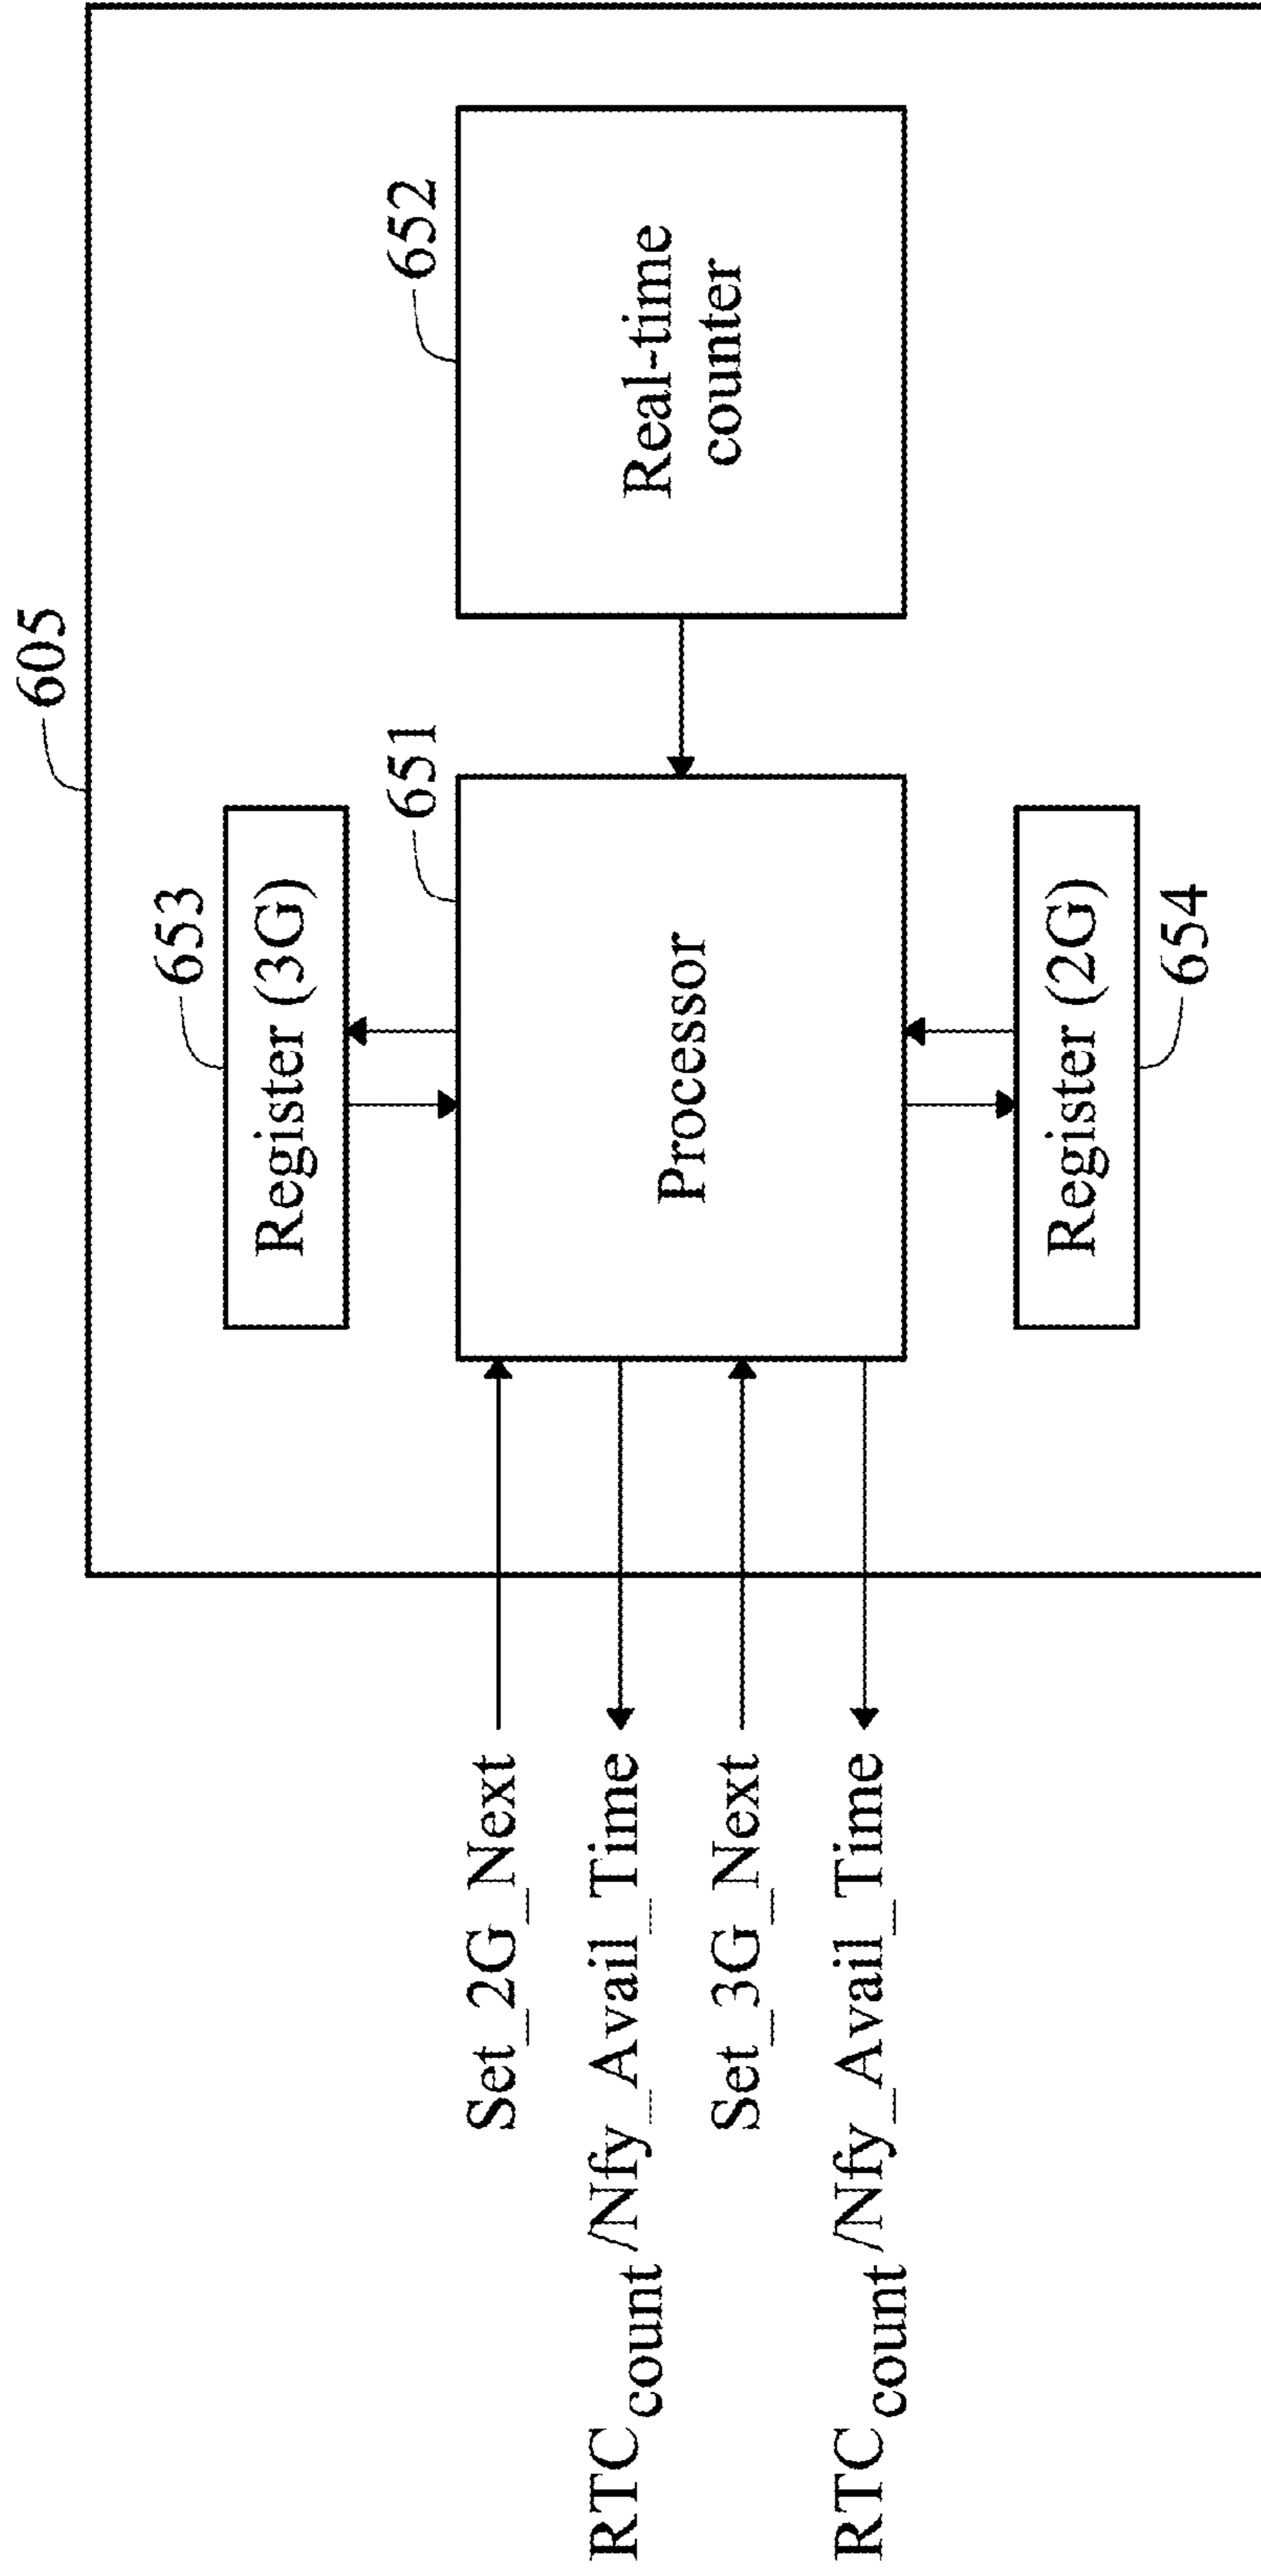 605
653
Register (3G)
651
652
Set_2G_Next
RTCcount/Nfy_Avail_Time
Set_3G_Next
RTCcount/Nfy_Avail_Time
Processor
Real-time
counter
Register (2G)
654